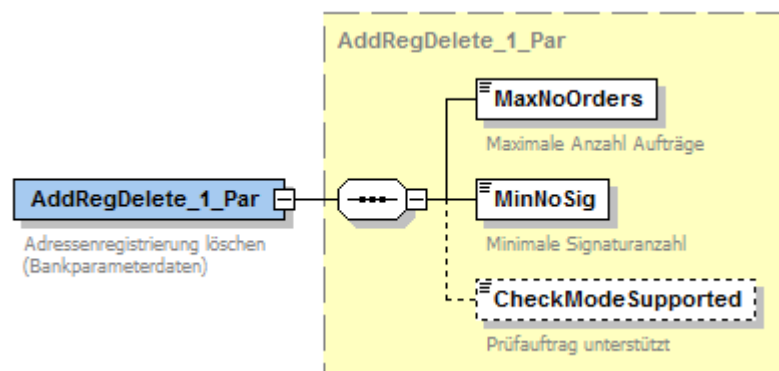 AddRegDelete_1_Par
MaxNoOrders
Maximale Anzahl Aufträge
AddRegDelete_1_Par
Adressenregistrierung löschen
(Bankparameterdaten)
MinNoSig
Minimale Signaturanzahl
CheckModeSupported
Prüfauftrag unterstützt